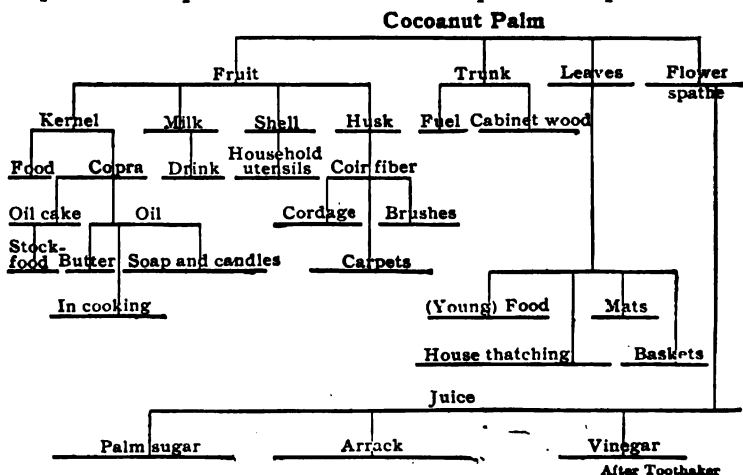 Cocoanut Palm
Fruit Trunk Leaves Flower
spathe
Kernel Milk Shell Husk Fuel Cabinet wood
Food Copra Drink Household
utensils Coir fiber
Oil cake Oil Cordage Brushes
Stock-
food Butter Soap and candles Carpets
In cooking (Young) Food Mats
House thatching Baskets
Juice
Palm sugar Arrack Vinegar
After Toothaker